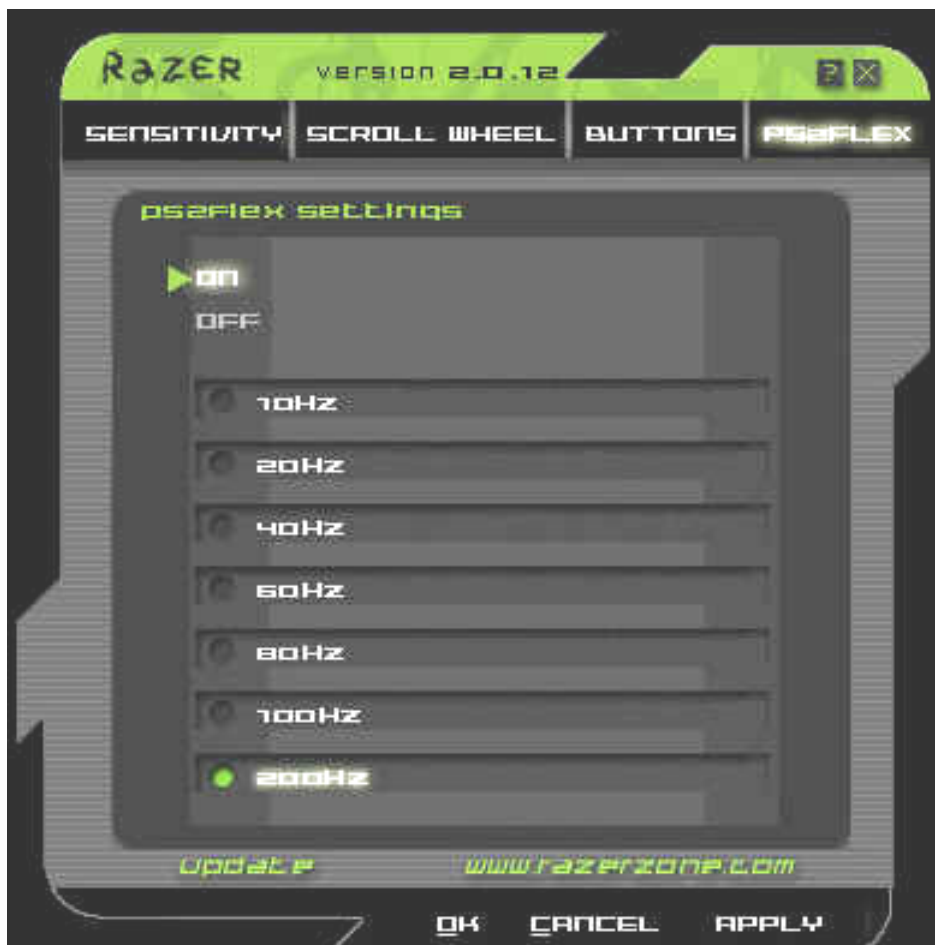 RAZER version 2.0.12 ? X
SENSITIVITY SCROLL WHEEL BUTTONS PS2FLEX
ps2flex settings
ON
OFF
10Hz
20Hz
40Hz
60Hz
80Hz
100Hz
200Hz
Update www.razerzone.com
OK CANCEL APPLY